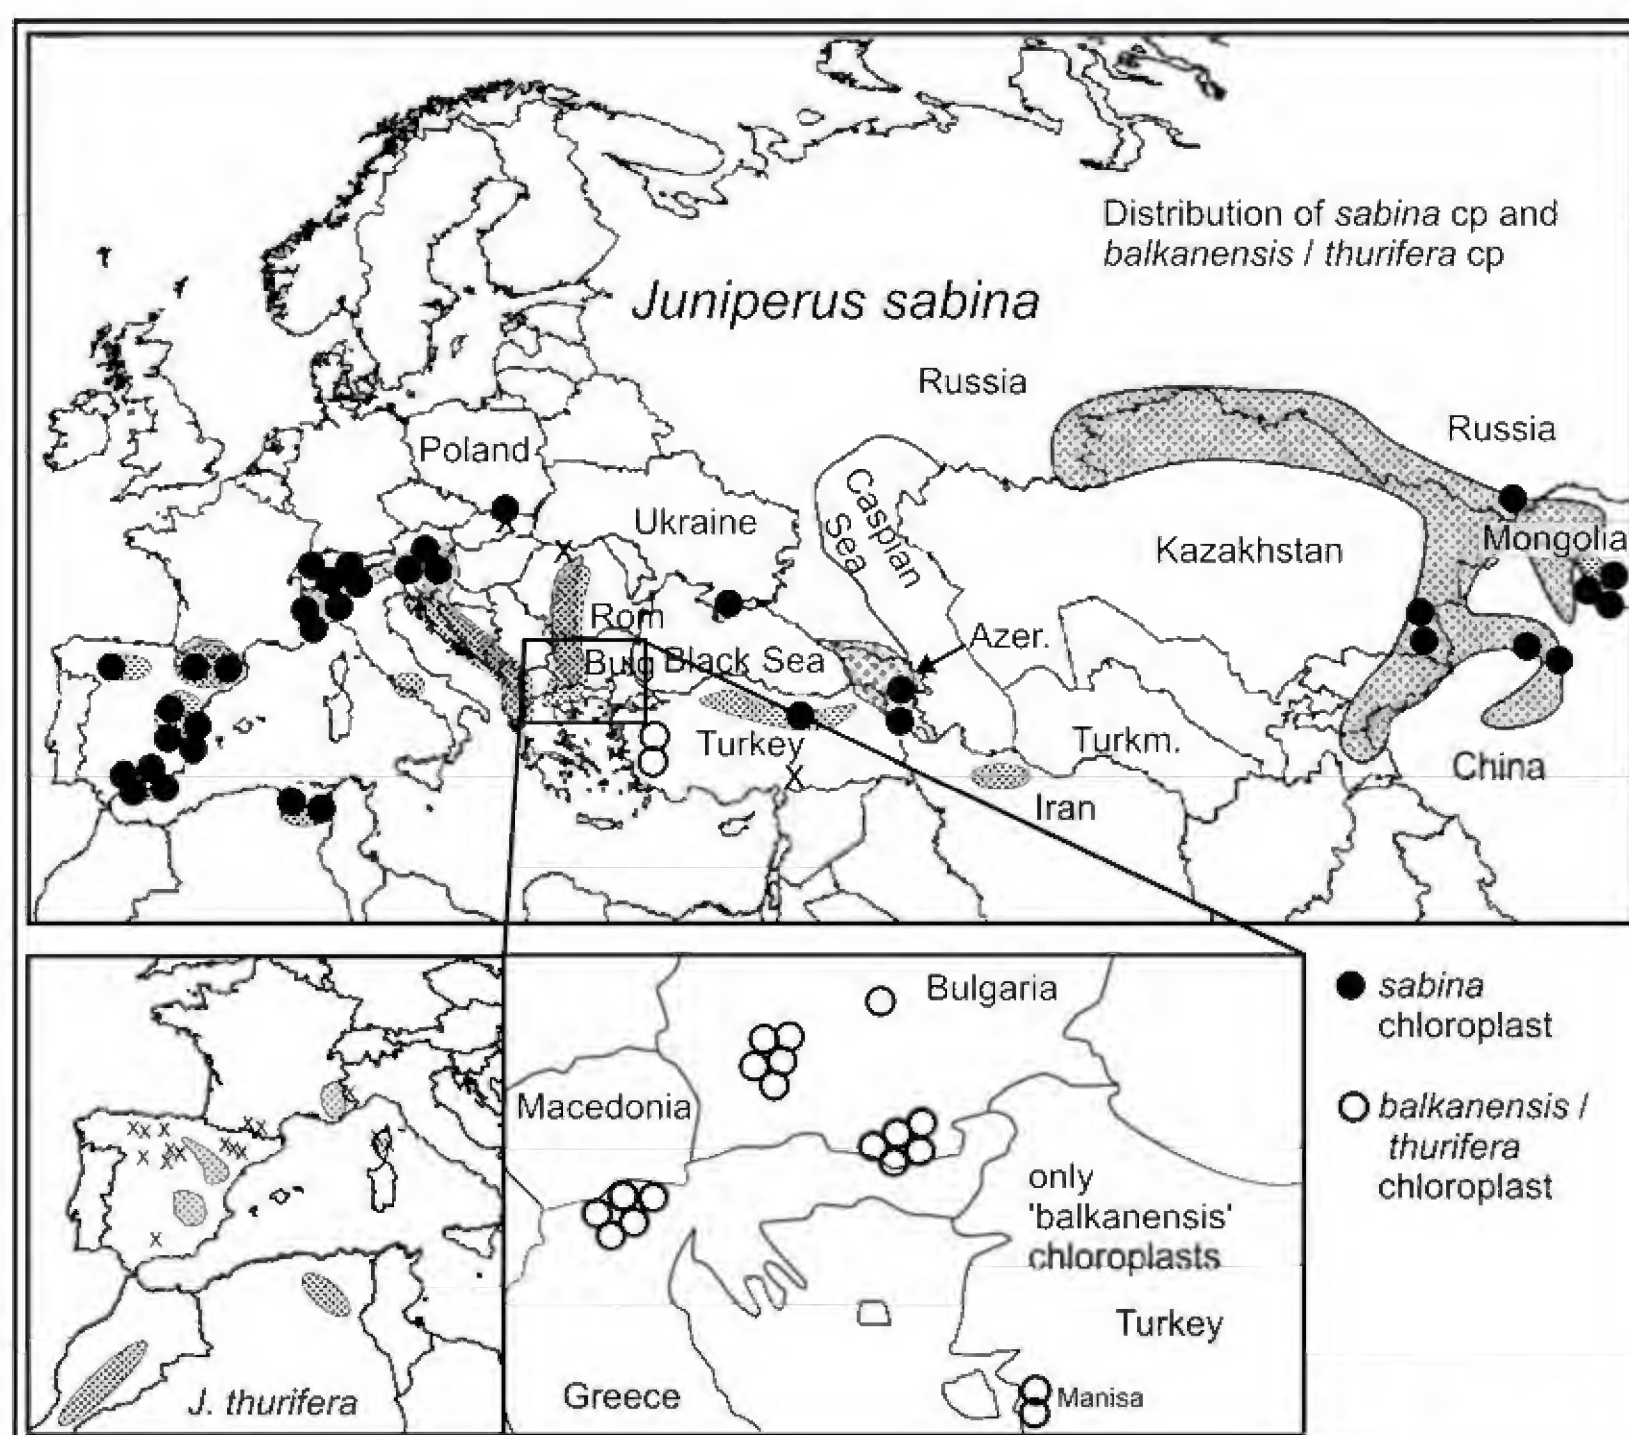 Distribution of sabina cp and
balkanensis / thurifera cp
Juniperus sabina
Russia
Russia
Poland
Ukraine
Caspian
Sea
Kazakhstan
Mongolia
Rom
Bulg
Black Sea
Azer.
Turkey
Turkm.
China
Iran
X
X
X
Bulgaria
Macedonia
only
'balkanensis'
chloroplasts
Turkey
Greece
Manisa
J. thurifera
sabina
chloroplast
balkanensis /
thurifera
chloroplast